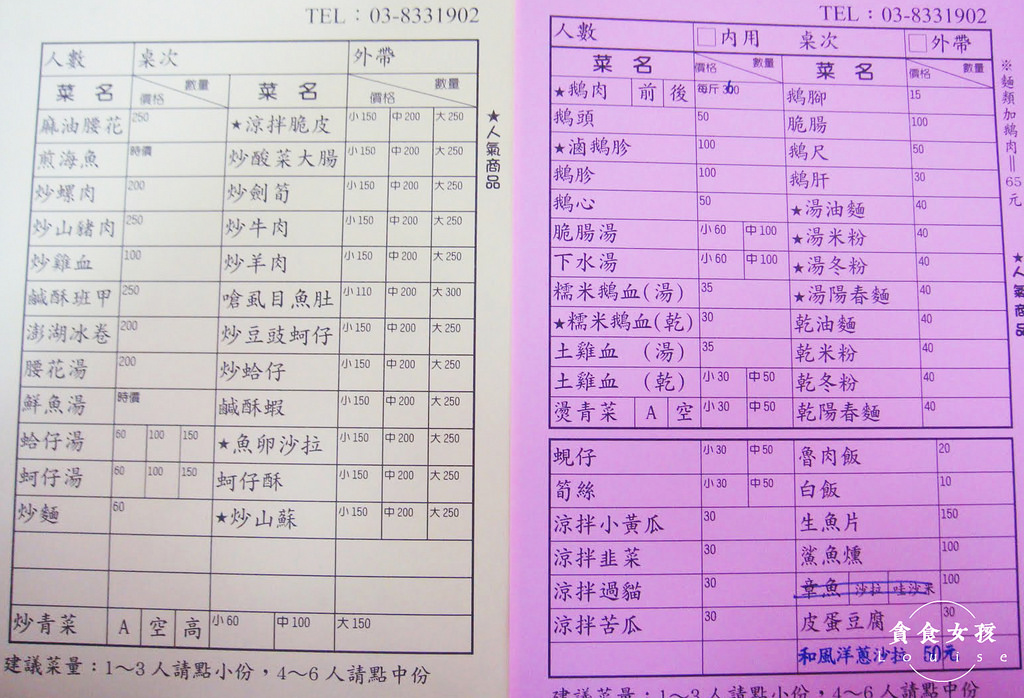 TEL：03-8331902
人數 桌次 外帶
菜名 價格 數量 菜名 價格 數量
麻油腰花 250 ★涼拌脆皮 小150 中200 大250
煎海魚 時價 炒酸菜大腸 小150 中200 大250
炒螺肉 200 炒劍筍 小150 中200 大250
炒山豬肉 250 炒牛肉 小150 中200 大250
炒雞血 100 炒羊肉 小150 中200 大250
鹹酥班甲 250 嗆虱目魚肚 小110 中200 大300
澎湖冰卷 200 炒豆豉蚵仔 小150 中200 大250
腰花湯 200 炒蛤仔 小150 中200 大250
鮮魚湯 時價 鹹酥蝦 小150 中200 大250
蛤仔湯 60 100 150 ★魚卵沙拉 小150 中200 大250
蚵仔湯 60 100 150 蚵仔酥 小150 中200 大250
炒麵 60 ★炒山蘇 小150 中200 大250
炒青菜 A 空 高 小60 中100 大150
建議菜量：1～3人請點小份，4～6人請點中份
★人氣商品
TEL：03-8331902
人數 □內用 桌次 □外帶
菜名 價格 數量 菜名 價格 數量
★鵝肉 前 後 每斤 鵝腳 15
鵝頭 50 脆腸 100
★滷鵝胗 100 鵝尺 50
鵝胗 100 鵝肝 30
鵝心 50 ★湯油麵 40
脆腸湯 小60 中100 ★湯米粉 40
下水湯 小60 中100 ★湯冬粉 40
糯米鵝血(湯) 35 ★湯陽春麵 40
★糯米鵝血(乾) 30 乾油麵 40
土雞血 (湯) 35 乾米粉 40
土雞血 (乾) 小30 中50 乾冬粉 40
燙青菜 A 空 小30 中50 乾陽春麵 40
蜆仔 小30 中50 魯肉飯 20
筍絲 小30 中50 白飯 10
涼拌小黃瓜 30 生魚片 150
涼拌韭菜 30 鯊魚燻 100
涼拌過貓 30 章魚 沙拉 哇沙米 100
涼拌苦瓜 30 皮蛋豆腐 30
和風洋蔥沙拉 50元
建議菜量：1～3人請點小份，4～6人請點中份
※麵類加鵝肉＝65元
★人氣商品
貪食女孩
Louise